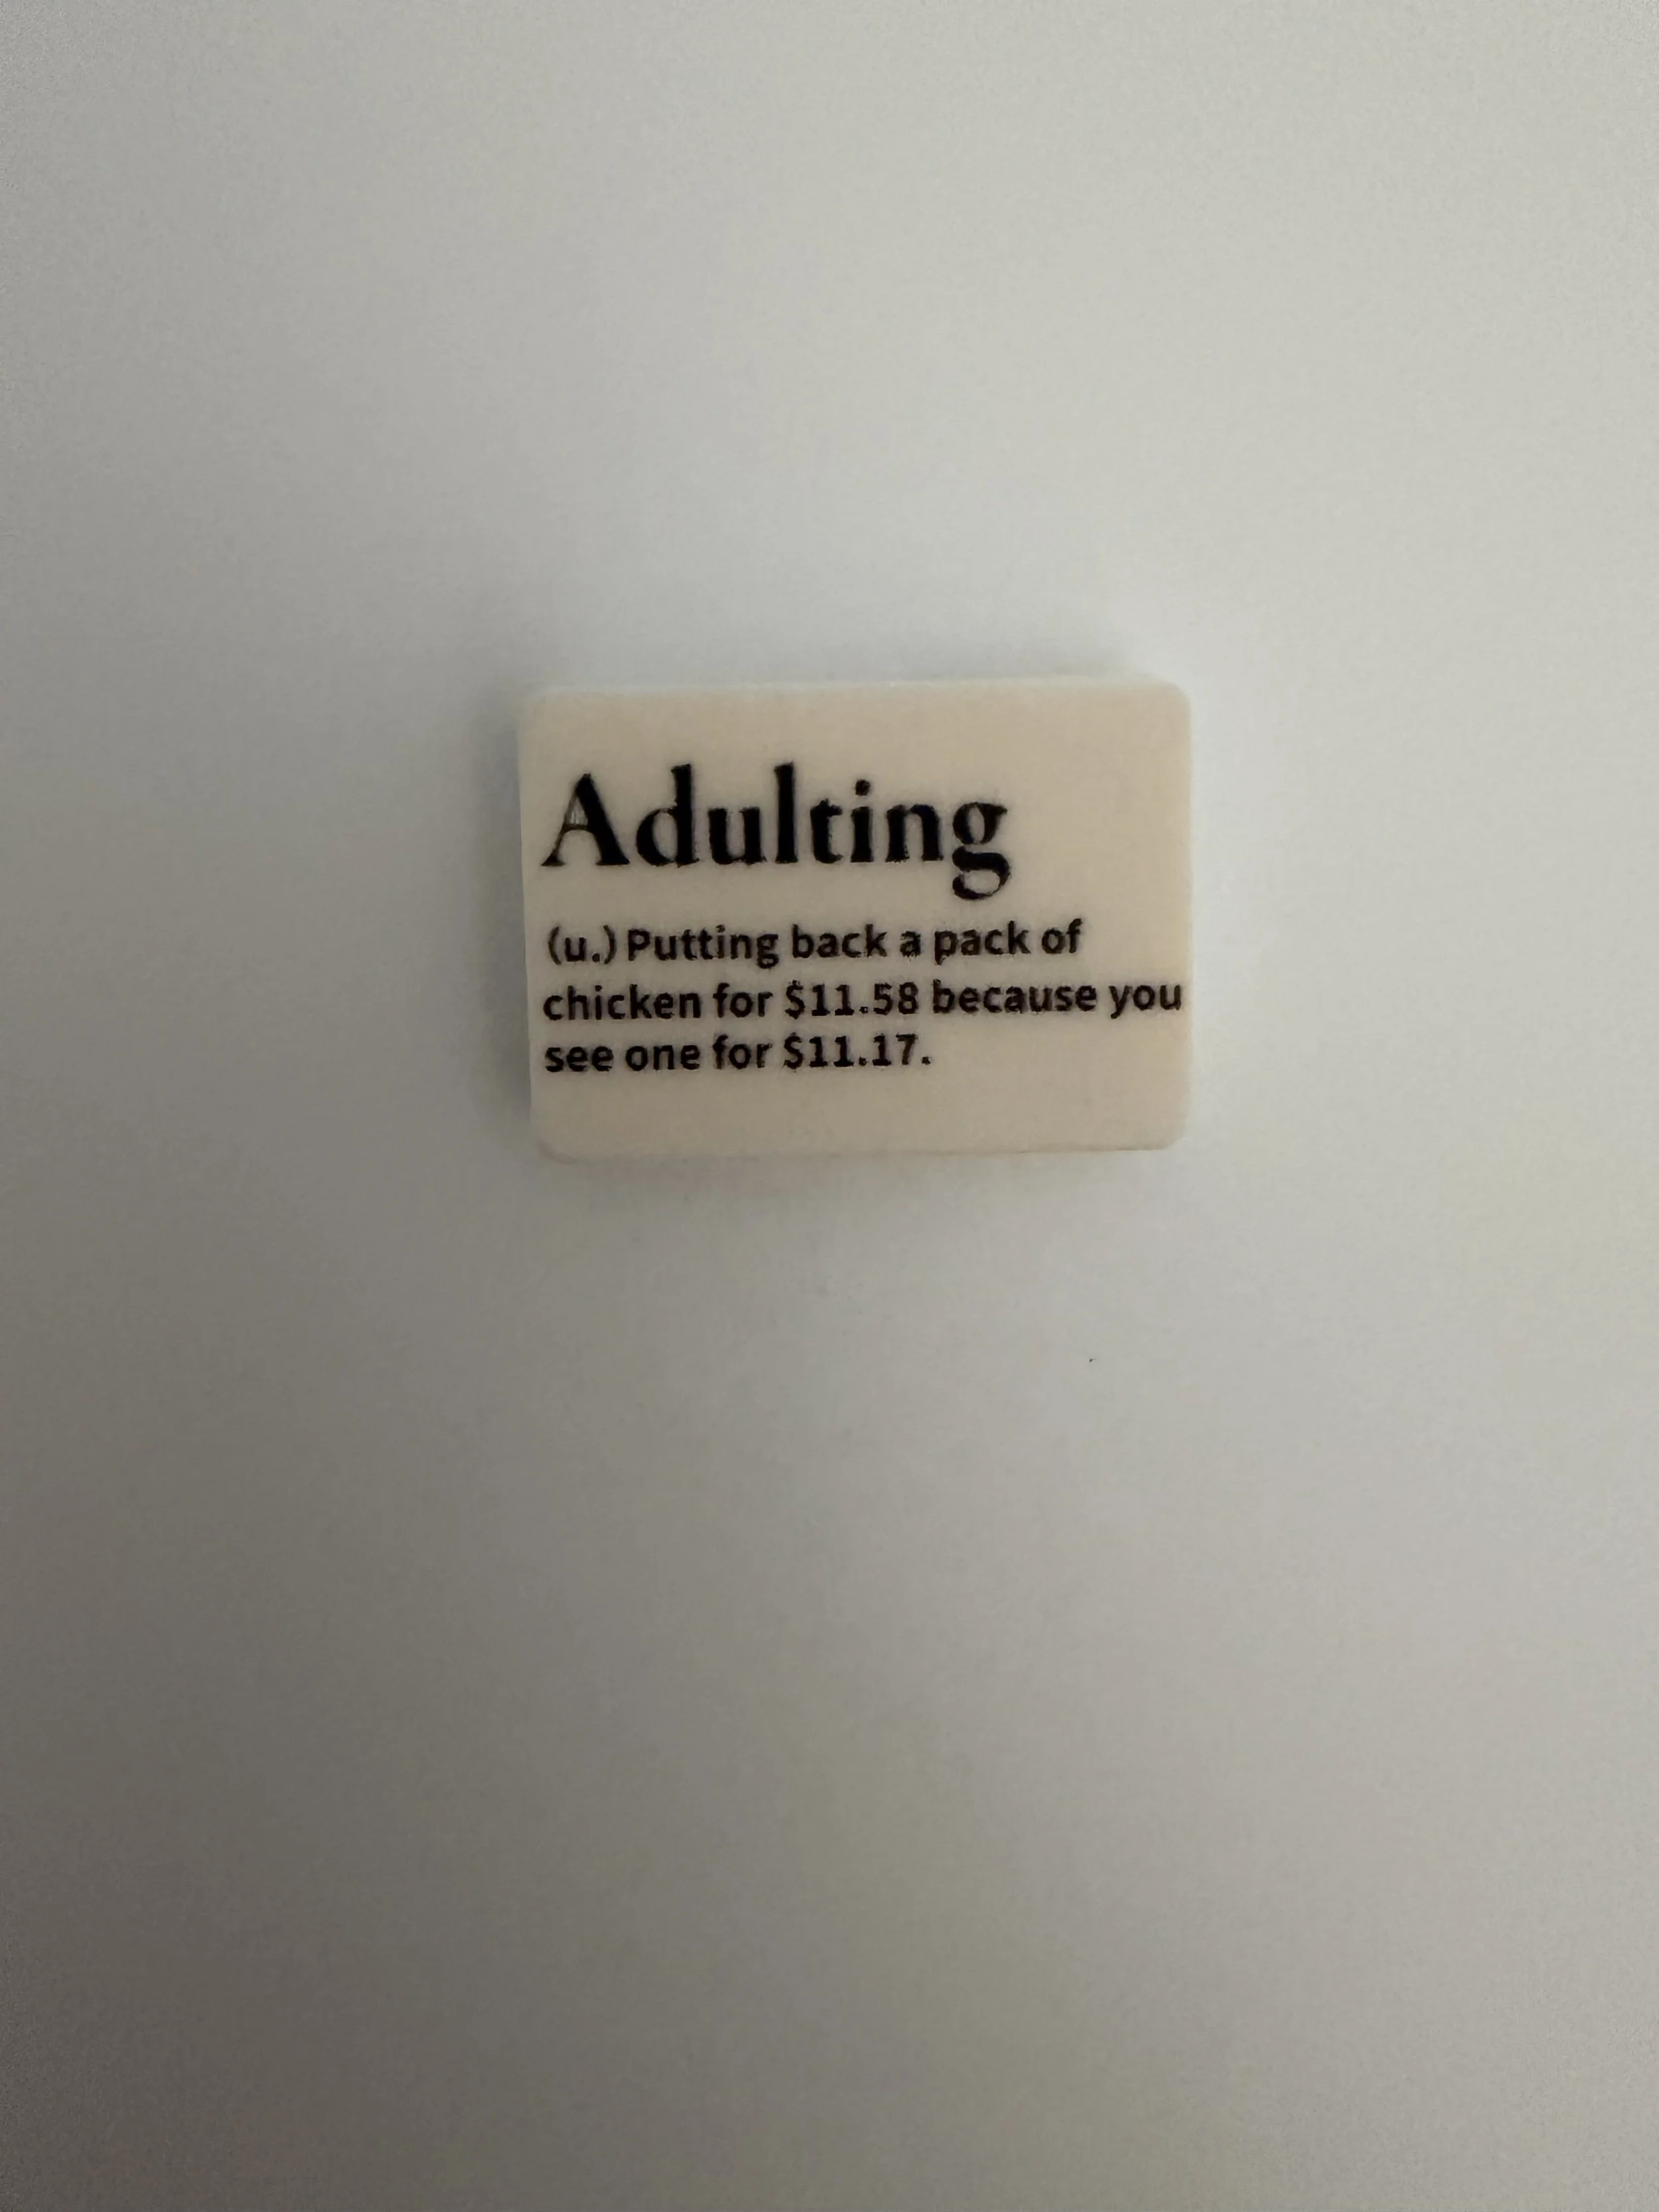 Adulting
(u.) Putting back a pack of
chicken for $11.58 because you
see one for $11.17.